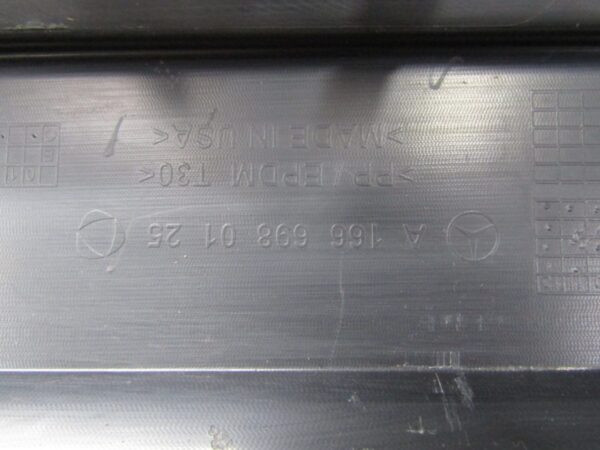 A 166 698 01 25
>PP/EPDM T30<
>MADE IN USA<